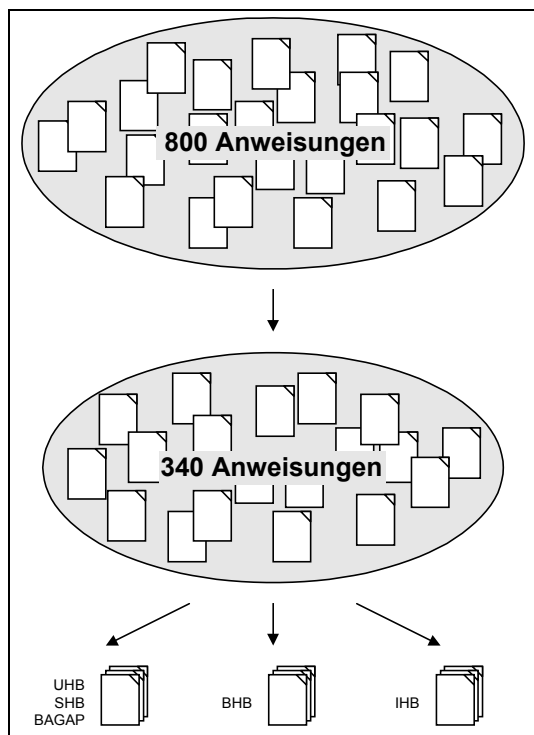 800 Anweisungen
340 Anweisungen
UHB
SHB
BAGAP
BHB
IHB